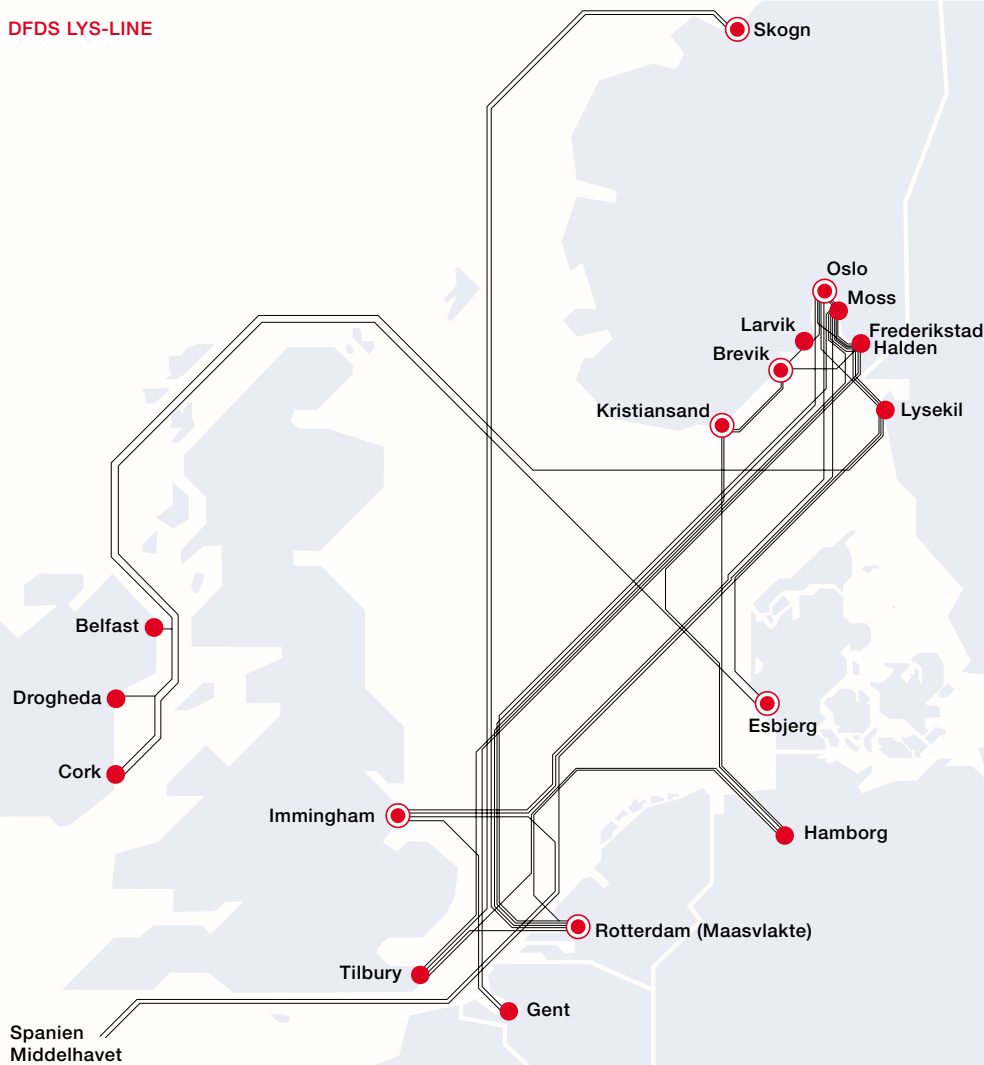 DFDS LYS-LINE
Skogn
Oslo
Moss
Larvik
Frederikstad
Halden
Brevik
Kristiansand
Lysekil
Belfast
Drogheda
Esbjerg
Cork
Immingham
Hamborg
Rotterdam (Maasvlakte)
Tilbury
Gent
Spanien
Middelhavet